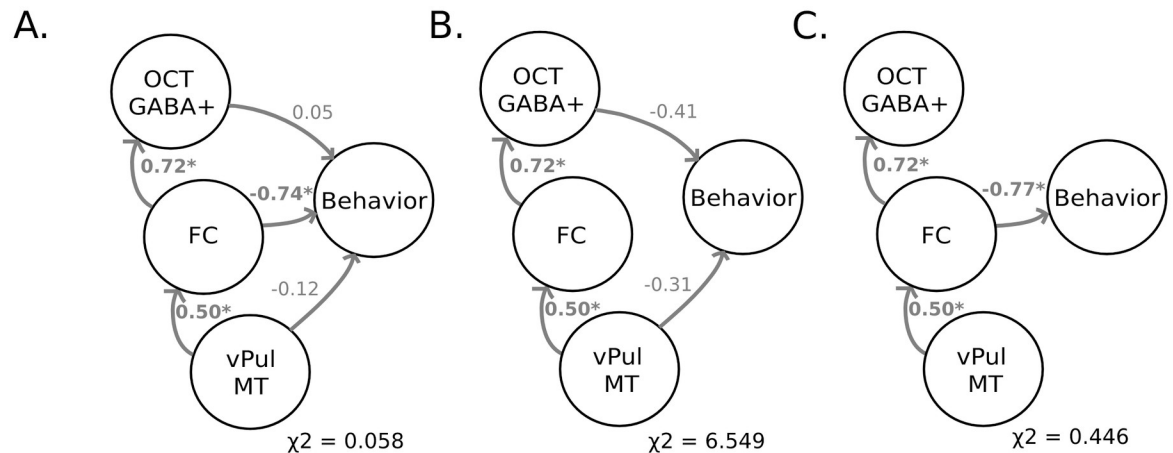 A.
OCT
GABA+
0.05
0.72*
-0.74*
Behavior
FC
-0.12
0.50*
vPul
MT
χ2 = 0.058
B.
OCT
GABA+
-0.41
0.72*
Behavior
FC
-0.31
0.50*
vPul
MT
χ2 = 6.549
C.
OCT
GABA+
0.72*
-0.77*
Behavior
FC
0.50*
vPul
MT
χ2 = 0.446